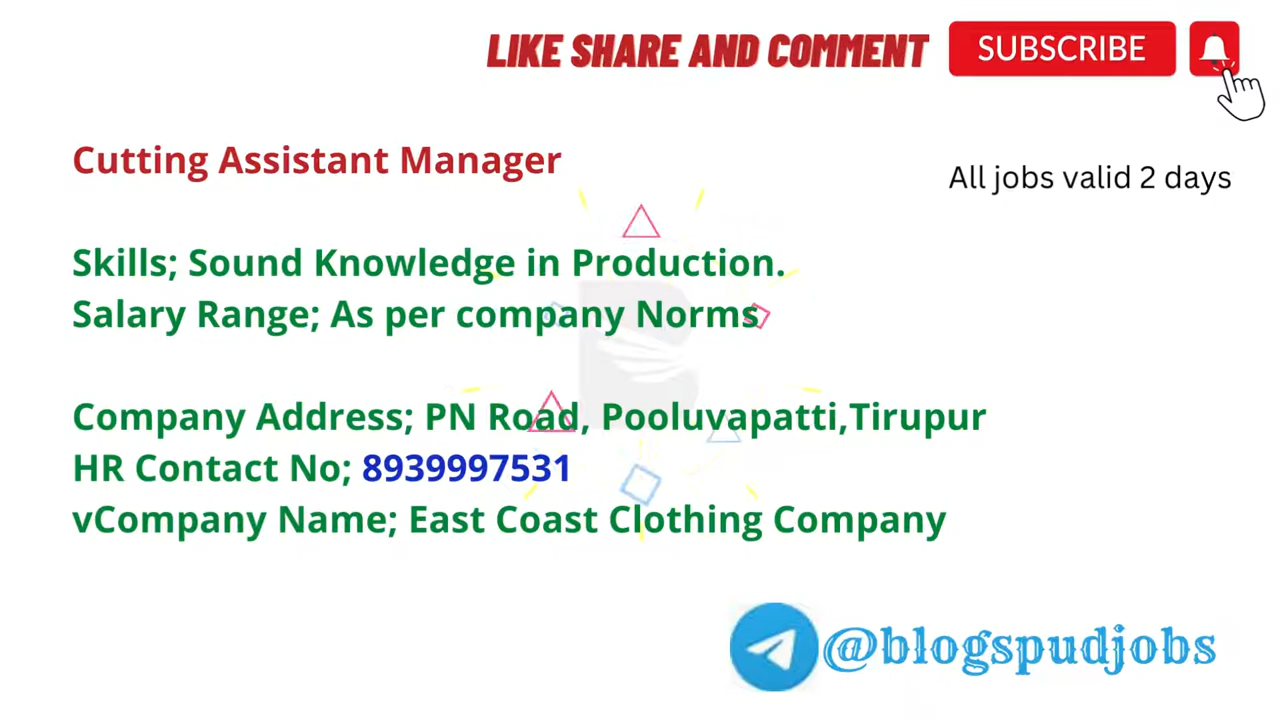 LIKE SHARE AND COMMENT
SUBSCRIBE
Cutting Assistant Manager
All jobs valid 2 days
Skills; Sound Knowledge in Production.
Salary Range; As per company Norms
Company Address; PN Road, Pooluvapatti,Tirupur
HR Contact No; 8939997531
vCompany Name; East Coast Clothing Company
@blogspudjobs